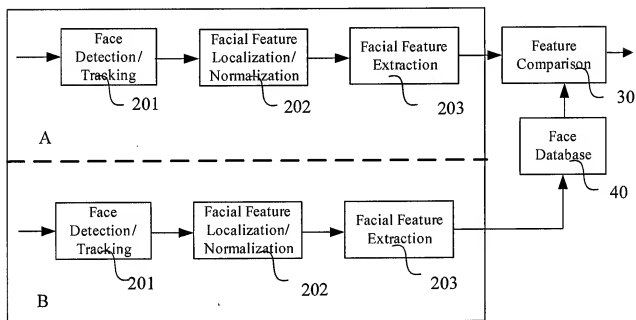 Face
Detection/
Tracking
201
Facial Feature
Localization/
Normalization
202
Facial Feature
Extraction
203
Feature
Comparison
30
A
Face
Database
40
Face
Detection/
Tracking
201
Facial Feature
Localization/
Normalization
202
Facial Feature
Extraction
203
B